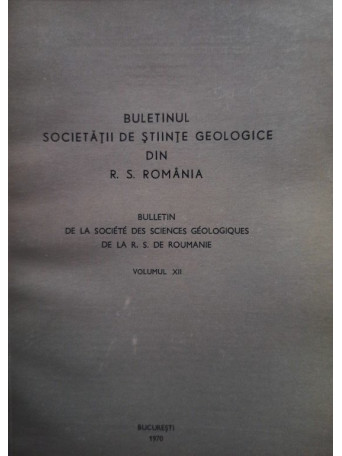 BULETINUL
SOCIETĂȚII DE ȘTIINȚE GEOLOGICE
DIN
R. S. ROMÂNIA
BULLETIN
DE LA SOCIÉTÉ DES SCIENCES GÉOLOGIQUES
DE LA R. S. DE ROUMANIE
VOLUMUL XII
BUCUREȘTI
1970